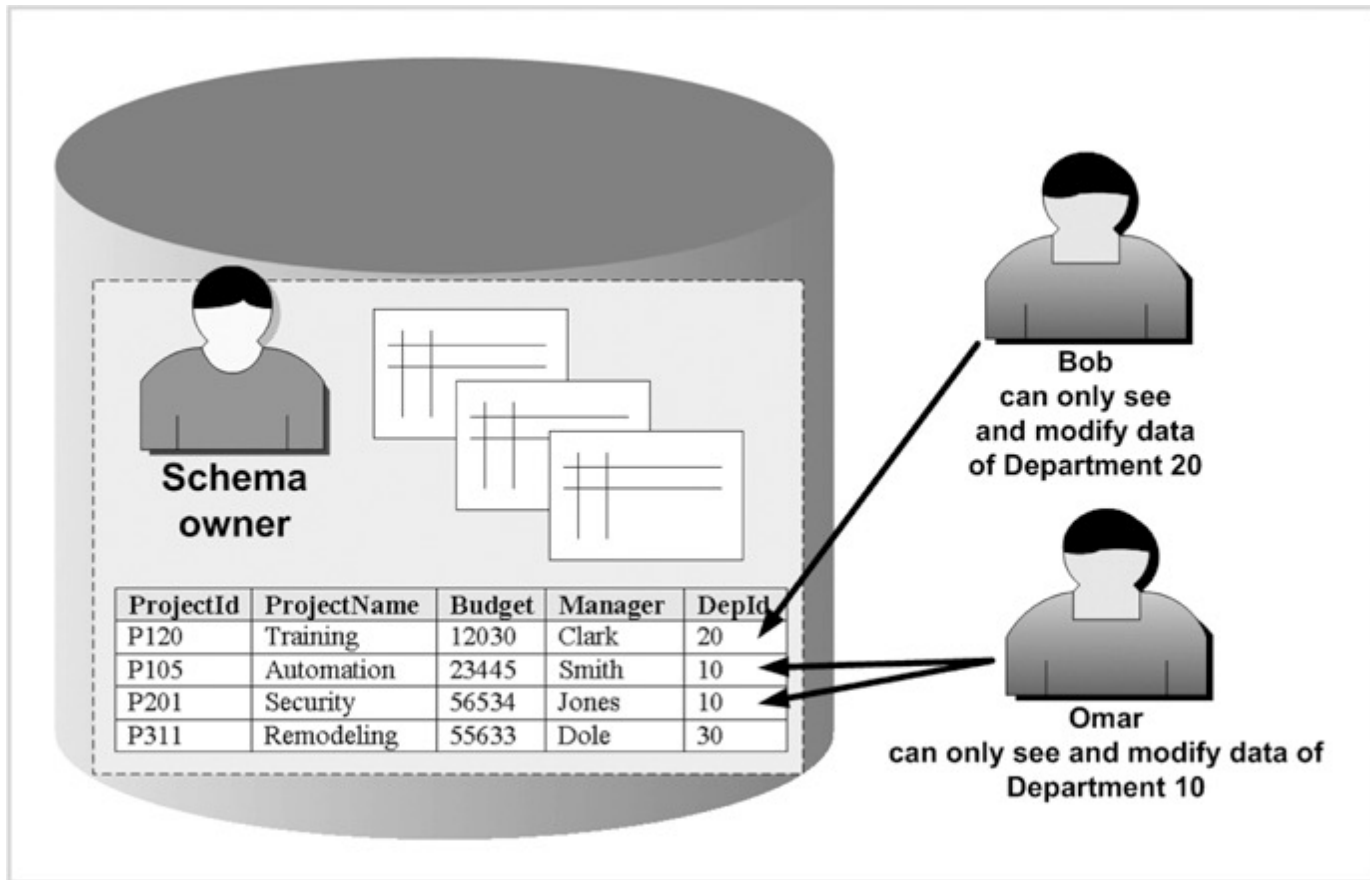 Schema
owner
ProjectId ProjectName Budget Manager DepId
P120 Training 12030 Clark 20
P105 Automation 23445 Smith 10
P201 Security 56534 Jones 10
P311 Remodeling 55633 Dole 30
Bob
can only see
and modify data
of Department 20
Omar
can only see and modify data of
Department 10